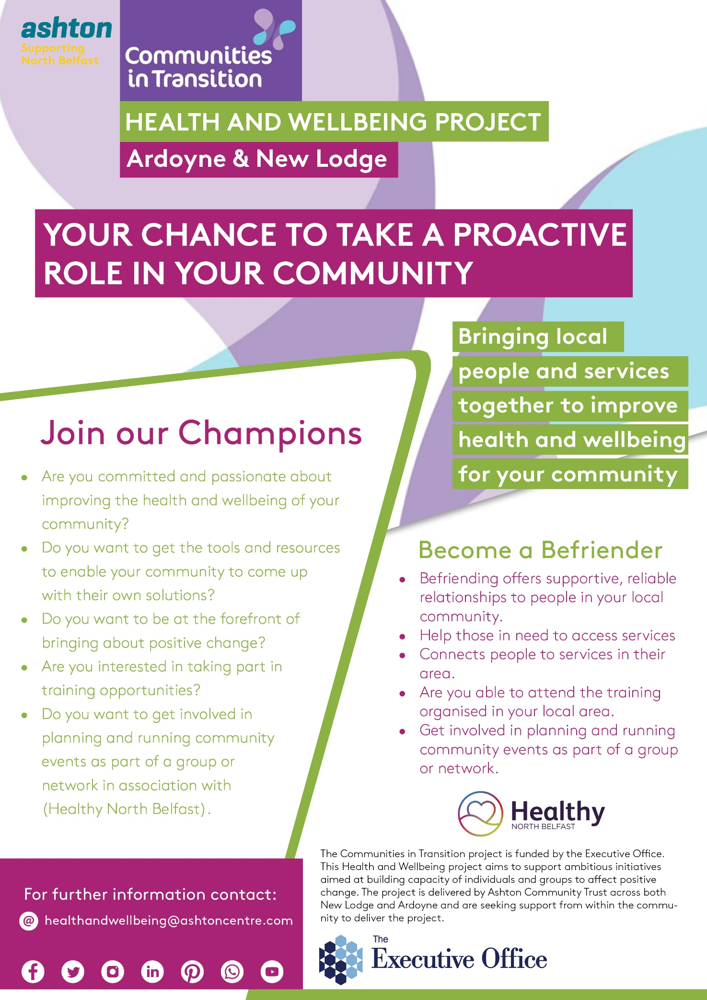 ashton
Supporting
North Belfast
Communities
in Transition
HEALTH AND WELLBEING PROJECT
Ardoyne & New Lodge
YOUR CHANCE TO TAKE A PROACTIVE
ROLE IN YOUR COMMUNITY
Bringing local
people and services
together to improve
health and wellbeing
for your community
Join our Champions
• Are you committed and passionate about
improving the health and wellbeing of your
community?
• Do you want to get the tools and resources
to enable your community to come up
with their own solutions?
• Do you want to be at the forefront of
bringing about positive change?
• Are you interested in taking part in
training opportunities?
• Do you want to get involved in
planning and running community
events as part of a group or
network in association with
(Healthy North Belfast).
Become a Befriender
• Befriending offers supportive, reliable
relationships to people in your local
community.
• Help those in need to access services
• Connects people to services in their
area.
• Are you able to attend the training
organised in your local area.
• Get involved in planning and running
community events as part of a group
or network.
Healthy
NORTH BELFAST
For further information contact:
@ healthandwellbeing@ashtoncentre.com
The Communities in Transition project is funded by the Executive Office.
This Health and Wellbeing project aims to support ambitious initiatives
aimed at building capacity of individuals and groups to affect positive
change. The project is delivered by Ashton Community Trust across both
New Lodge and Ardoyne and are seeking support from within the commu-
nity to deliver the project.
The
Executive Office